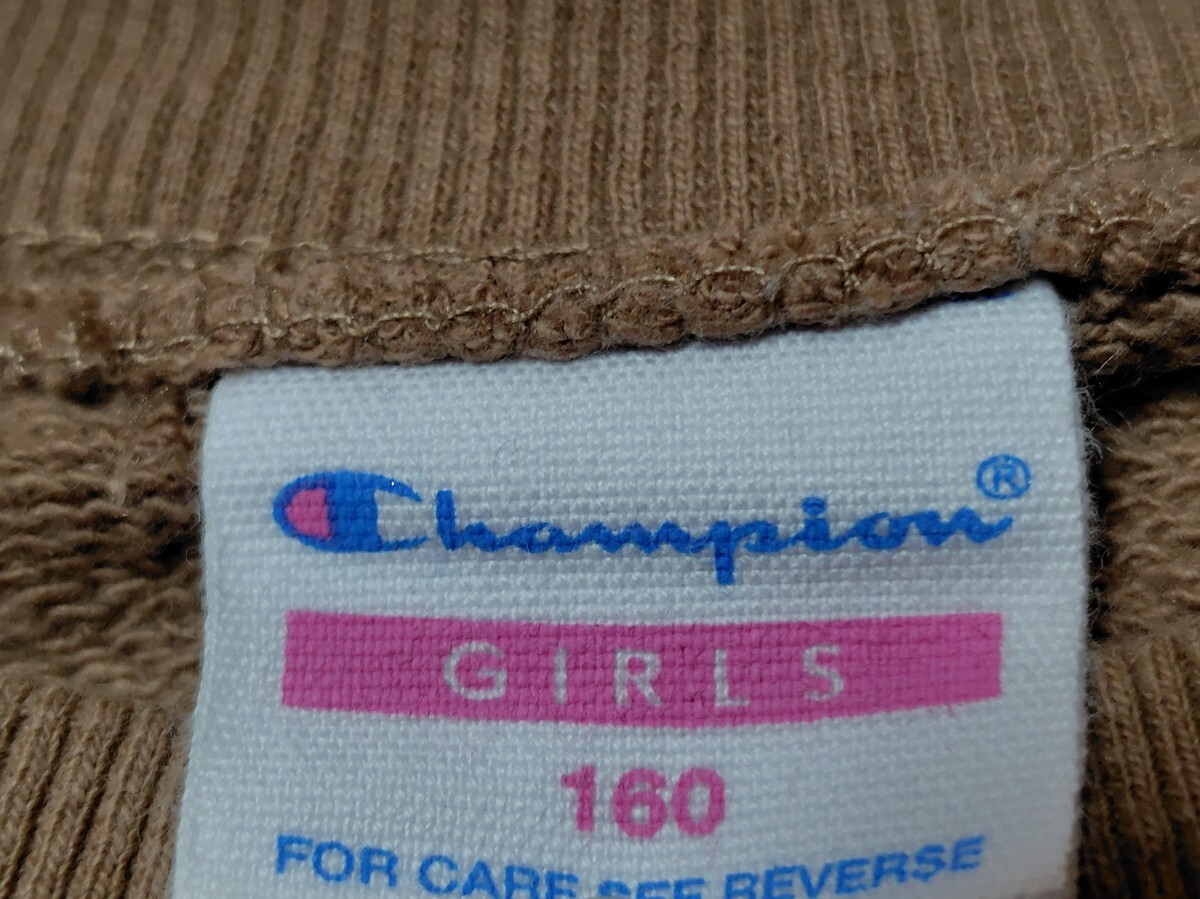 Champion®
GIRLS
160
FOR CARE SEE REVERSE